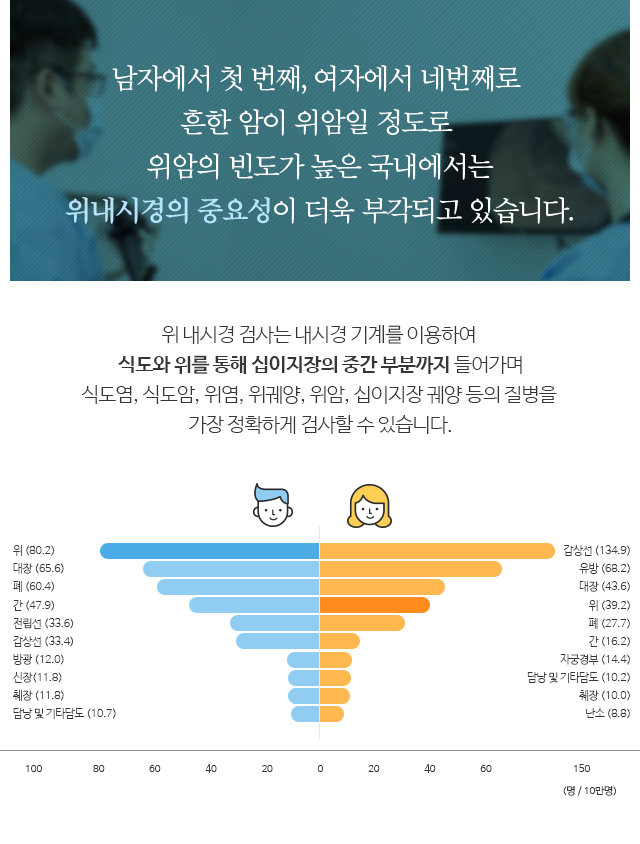 남자에서 첫 번째, 여자에서 네번째로
흔한 암이 위암일 정도로
위암의 빈도가 높은 국내에서는
위내시경의 중요성이 더욱 부각되고 있습니다.
위 내시경 검사는 내시경 기계를 이용하여
식도와 위를 통해 십이지장의 중간 부분까지 들어가며
식도염, 식도암, 위염, 위궤양, 위암, 십이지장 궤양 등의 질병을
가장 정확하게 검사할 수 있습니다.
위 (80.2)
대장 (65.6)
폐 (60.4)
간 (47.9)
전립선 (33.6)
갑상선 (33.4)
방광 (12.0)
신장(11.8)
췌장 (11.8)
담낭 및 기타담도 (10.7)
갑상선 (134.9)
유방 (68.2)
대장 (43.6)
위 (39.2)
폐 (27.7)
간 (16.2)
자궁경부 (14.4)
담낭 및 기타담도 (10.2)
췌장 (10.0)
난소 (8.8)
100 80 60 40 20 0 20 40 60 150
(명 / 10만명)